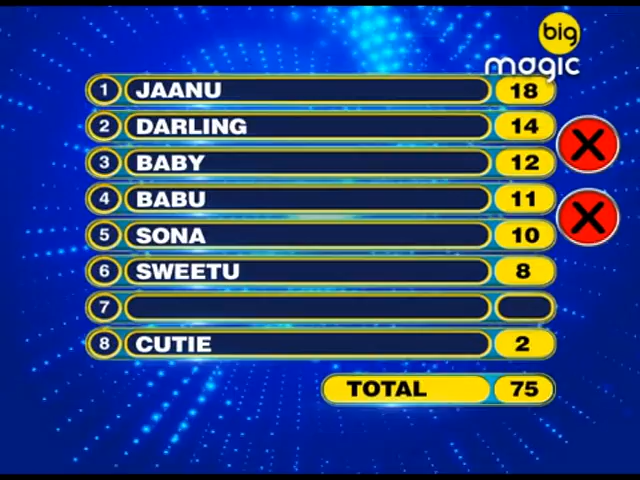 big
magic
1 JAANU 18
2 DARLING 14
3 BABY 12
4 BABU 11
5 SONA 10
6 SWEETU 8
7
8 CUTIE 2
TOTAL 75